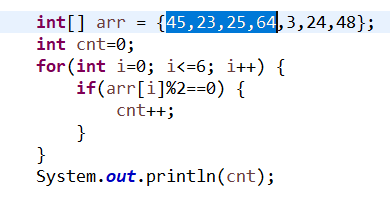 int[] arr = {45,23,25,64,3,24,48};
int cnt=0;
for(int i=0; i<=6; i++) {
    if(arr[i]%2==0) {
        cnt++;
    }
}
System.out.println(cnt);